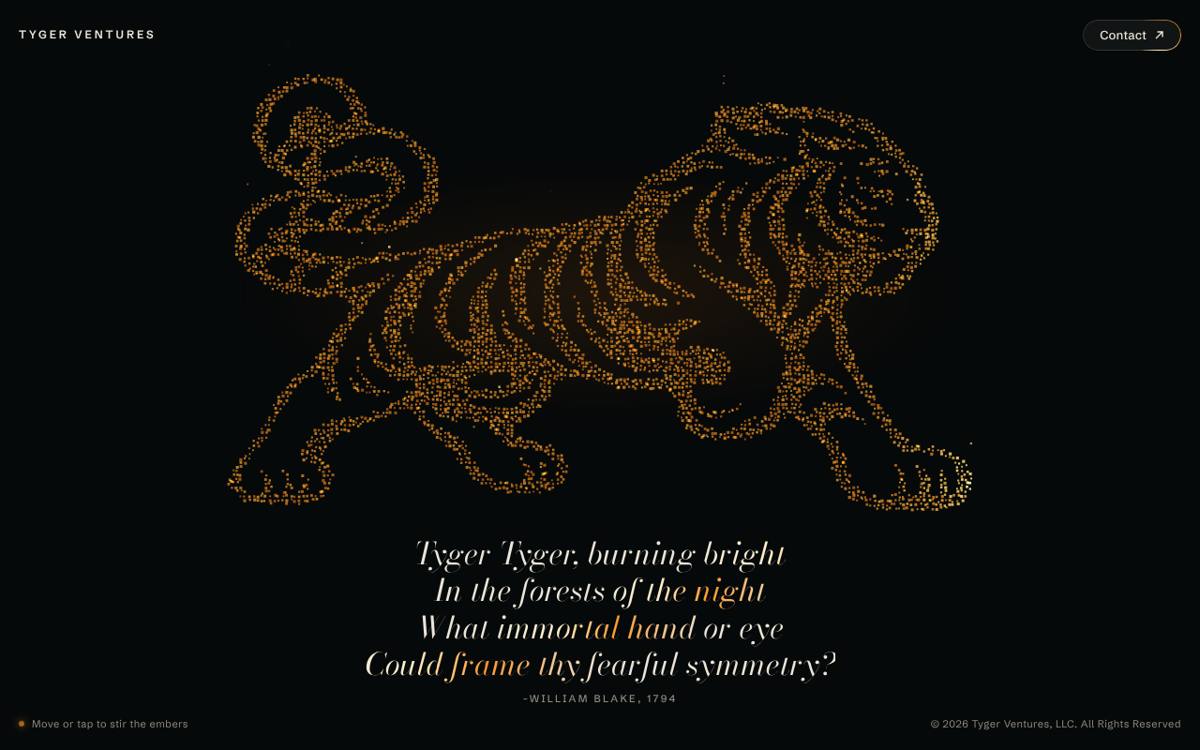 TYGER VENTURES
Contact
Tyger Tyger, burning bright
In the forests of the night
What immortal hand or eye
Could frame thy fearful symmetry?
-WILLIAM BLAKE, 1794
Move or tap to stir the embers
© 2026 Tyger Ventures, LLC. All Rights Reserved